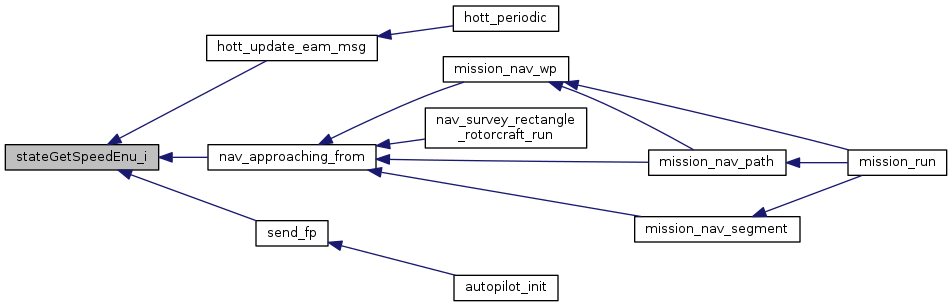 hott_periodic
hott_update_eam_msg
mission_nav_wp
nav_survey_rectangle
_rotorcraft_run
stateGetSpeedEnu_i
nav_approaching_from
mission_nav_path
mission_run
mission_nav_segment
send_fp
autopilot_init